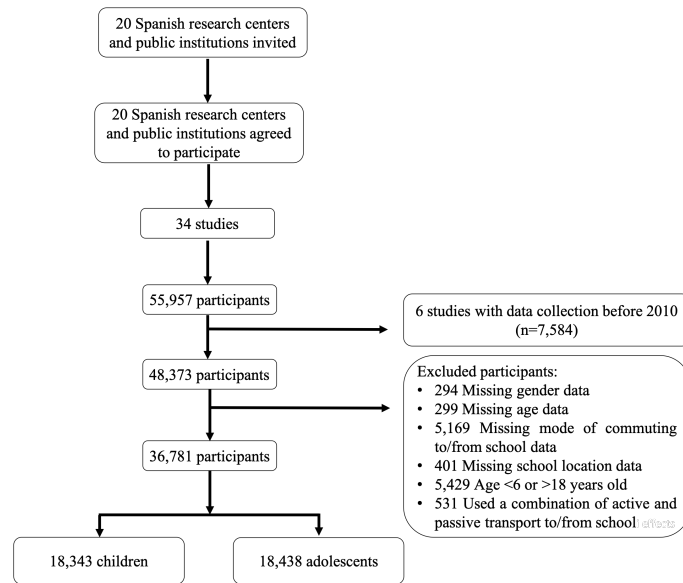 20 Spanish research centers
and public institutions invited
20 Spanish research centers
and public institutions agreed
to participate
34 studies
55,957 participants
6 studies with data collection before 2010
(n=7,584)
48,373 participants
Excluded participants:
• 294 Missing gender data
• 299 Missing age data
• 5,169 Missing mode of commuting
to/from school data
• 401 Missing school location data
• 5,429 Age <6 or >18 years old
• 531 Used a combination of active and
passive transport to/from school
36,781 participants
18,343 children
18,438 adolescents